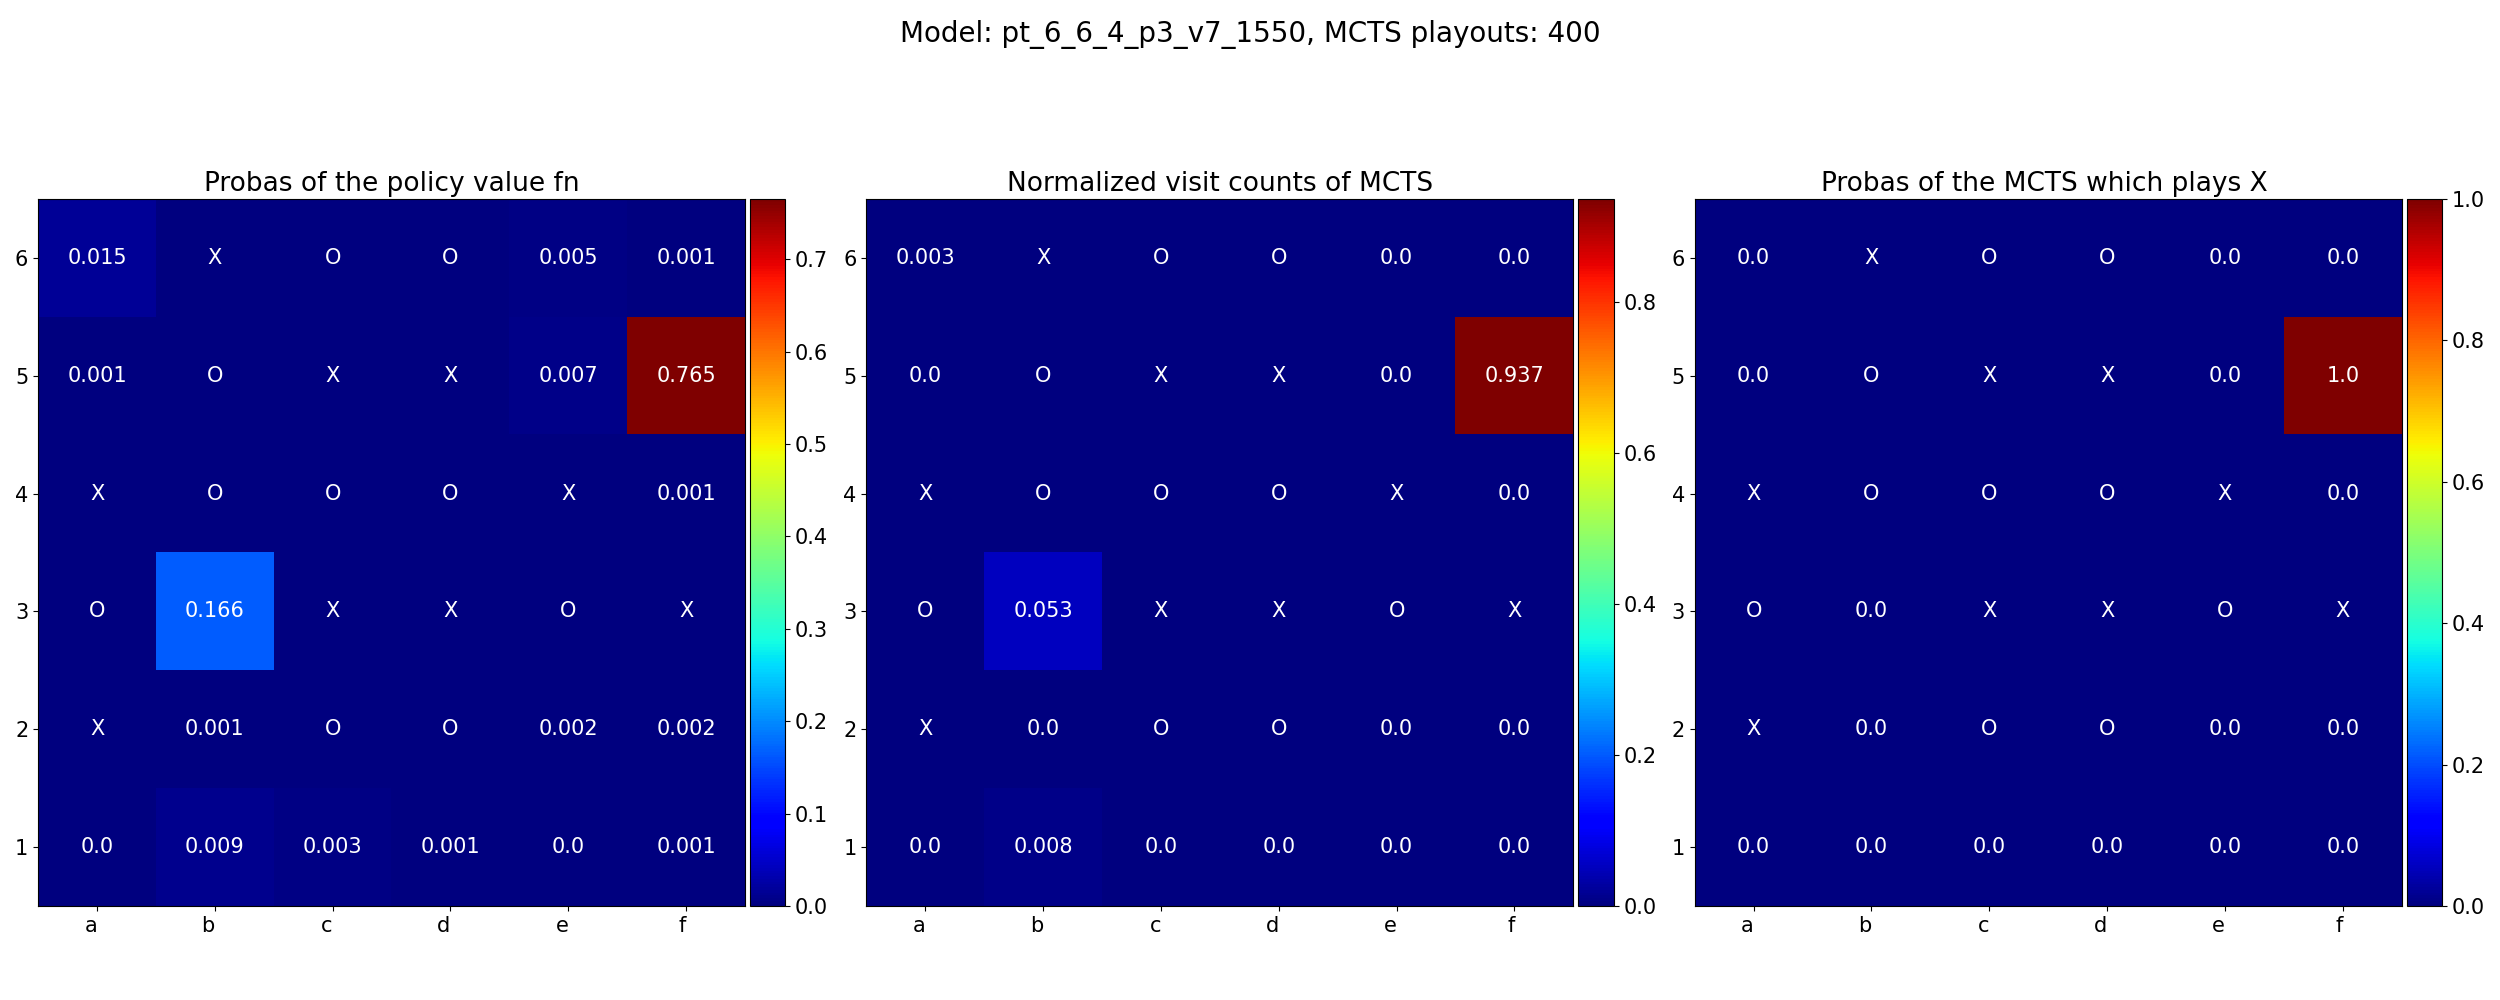 Model: pt_6_6_4_p3_v7_1550, MCTS playouts: 400
Probas of the policy value fn
6 0.015 X O O 0.005 0.001
5 0.001 O X X 0.007 0.765
4 X O O O X 0.001
3 O 0.166 X X O X
2 X 0.001 O O 0.002 0.002
1 0.0 0.009 0.003 0.001 0.0 0.001
a b c d e f
0.7
0.6
0.5
0.4
0.3
0.2
0.1
0.0
Normalized visit counts of MCTS
6 0.003 X O O 0.0 0.0
5 0.0 O X X 0.0 0.937
4 X O O O X 0.0
3 O 0.053 X X O X
2 X 0.0 O O 0.0 0.0
1 0.0 0.008 0.0 0.0 0.0 0.0
a b c d e f
0.8
0.6
0.4
0.2
0.0
Probas of the MCTS which plays X
6 0.0 X O O 0.0 0.0
5 0.0 O X X 0.0 1.0
4 X O O O X 0.0
3 O 0.0 X X O X
2 X 0.0 O O 0.0 0.0
1 0.0 0.0 0.0 0.0 0.0 0.0
a b c d e f
1.0
0.8
0.6
0.4
0.2
0.0